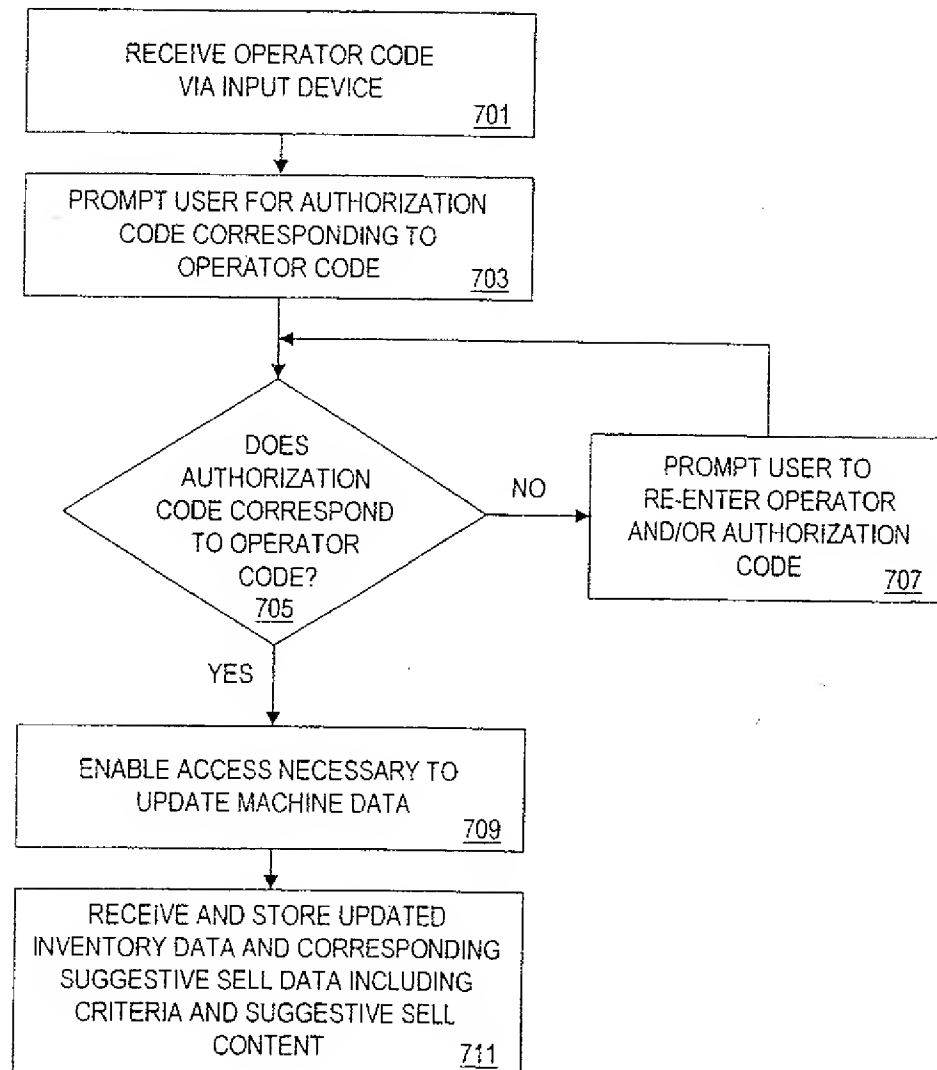 RECEIVE OPERATOR CODE
VIA INPUT DEVICE
701
PROMPT USER FOR AUTHORIZATION
CODE CORRESPONDING TO
OPERATOR CODE
703
DOES
AUTHORIZATION
CODE CORRESPOND
TO OPERATOR
CODE?
705
NO
PROMPT USER TO
RE-ENTER OPERATOR
AND/OR AUTHORIZATION
CODE
707
YES
ENABLE ACCESS NECESSARY TO
UPDATE MACHINE DATA
709
RECEIVE AND STORE UPDATED
INVENTORY DATA AND CORRESPONDING
SUGGESTIVE SELL DATA INCLUDING
CRITERIA AND SUGGESTIVE SELL
CONTENT
711